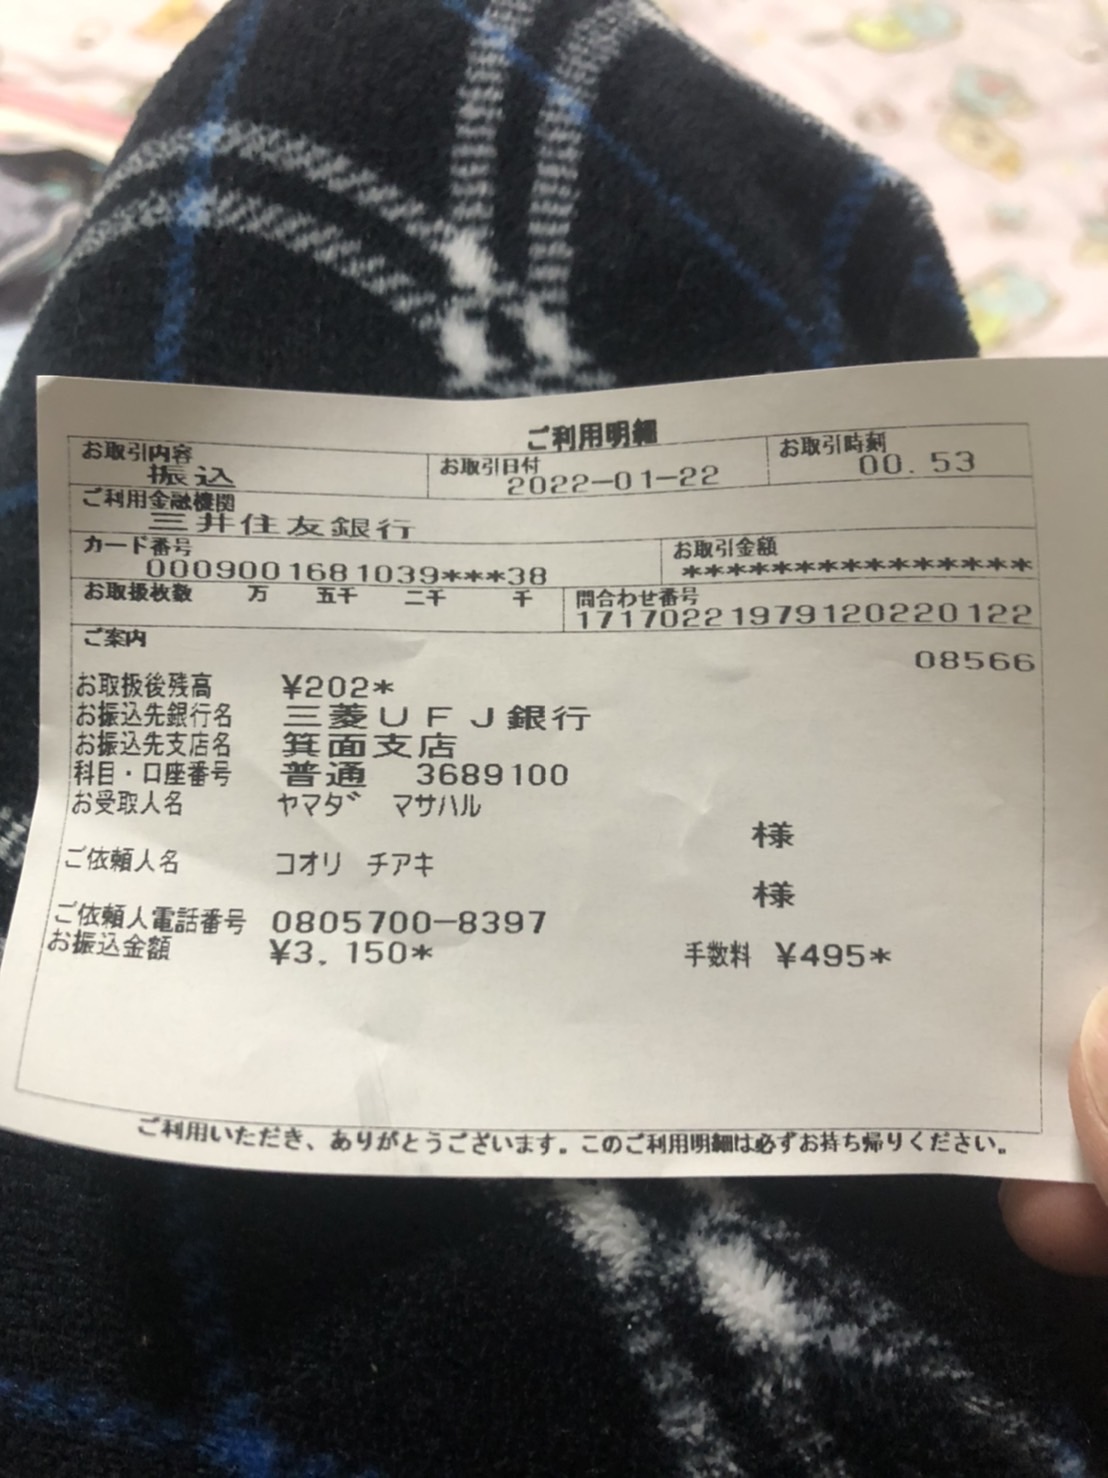 ご利用明細
お取引内容 お取引日付 お取引時刻
振込 2022-01-22 00.53
ご利用金融機関
三井住友銀行
カード番号 お取引金額
0009001681039***38 ***************
お取扱枚数 万 五千 二千 千 問合わせ番号
17170221979120220122
ご案内
08566
お取扱後残高 ¥202*
お振込先銀行名 三菱UFJ銀行
お振込先支店名 箕面支店
科目・口座番号 普通 3689100
お受取人名 ヤマダ マサハル
様
ご依頼人名 コオリ チアキ
様
ご依頼人電話番号 0805700-8397
お振込金額 ¥3,150* 手数料 ¥495*
ご利用いただき、ありがとうございます。このご利用明細は必ずお持ち帰りください。